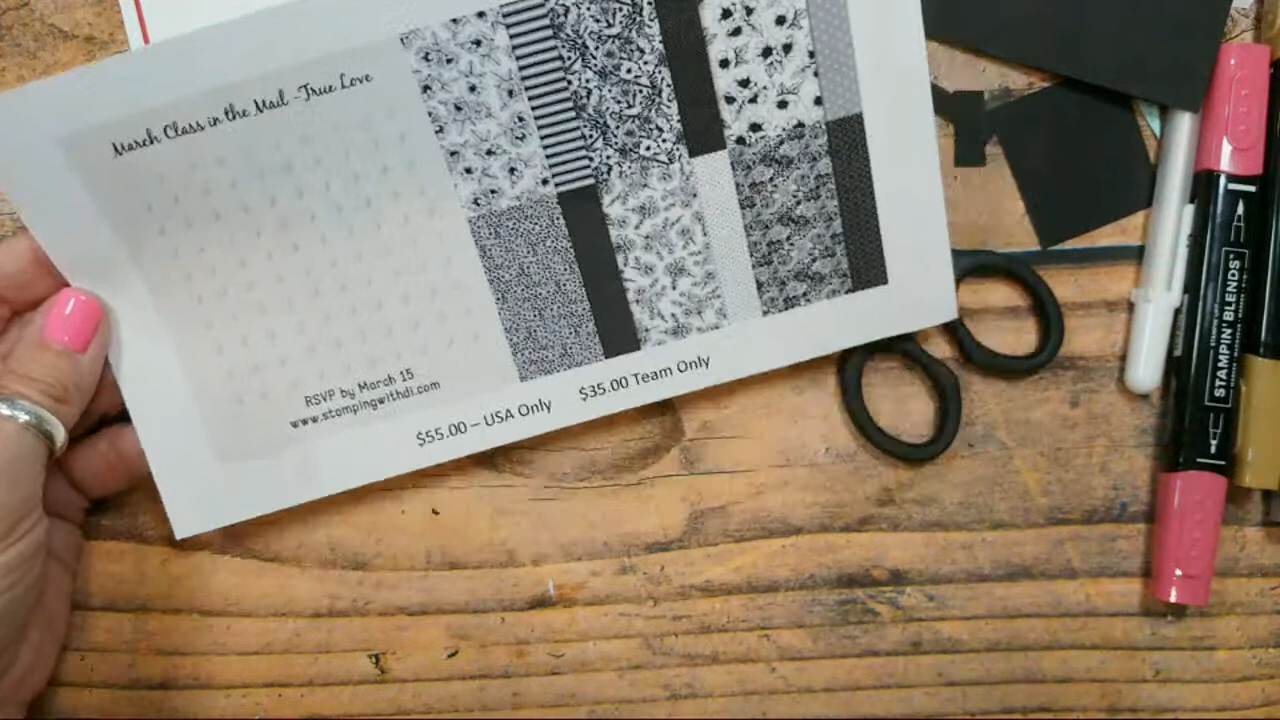 March Class in the Mail -True Love
RSVP by March 15
www.stampingwithdi.com
$55.00 – USA Only $35.00 Team Only
STAMPIN' BLENDS